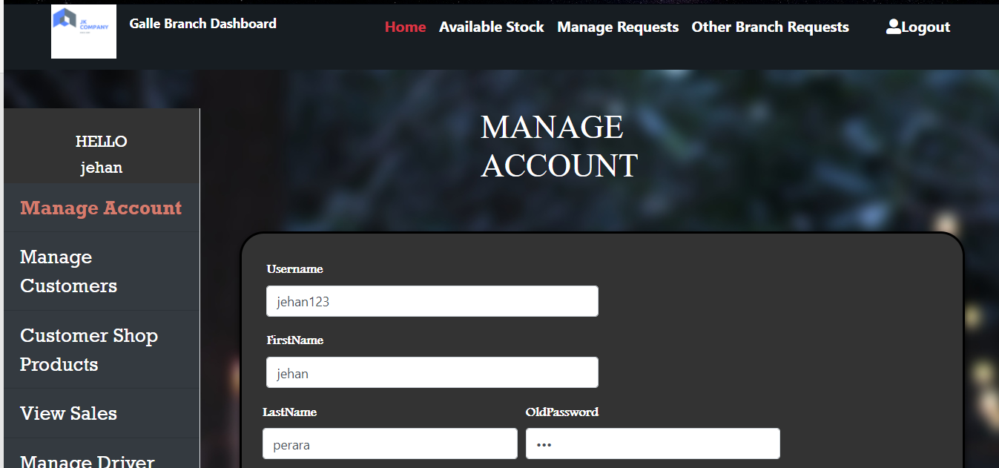 JK
COMPANY
Galle Branch Dashboard
Home Available Stock Manage Requests Other Branch Requests Logout
HELLO
jehan
Manage Account
Manage
Customers
Customer Shop
Products
View Sales
Manage Driver
MANAGE
ACCOUNT
Username
jehan123
FirstName
jehan
LastName OldPassword
perara •••